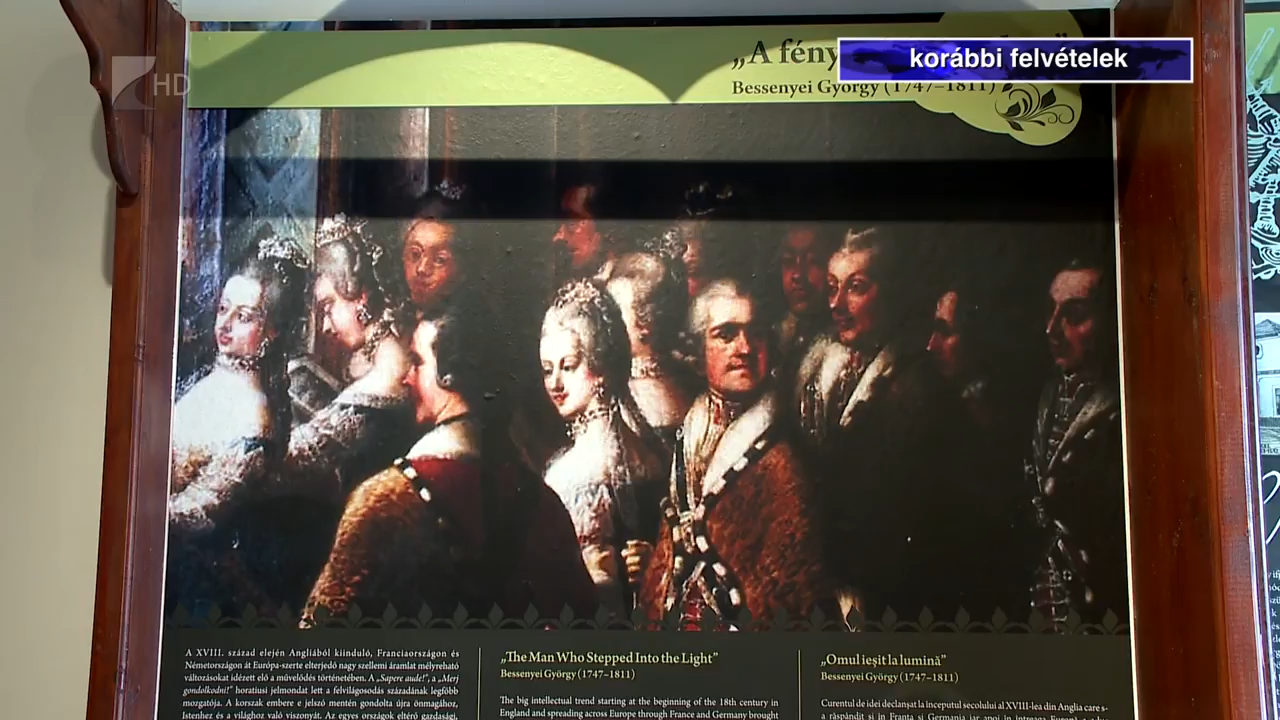 HD
korábbi felvételek
„A fény
Bessenyei György (1747–1811)
A XVIII. század elején Angliából kiinduló, Franciaországon és
Németországon át Európa-szerte elterjedő nagy szellemi áramlat mélyreható
változásokat idézett elő a művelődés történetében. A „Sapere aude!", a „Merj
gondolkodni!" horatiusi jelmondat lett a felvilágosodás századának legfőbb
mozgatója. A korszak embere e jelszó mentén gondolta újra önmagához,
Istenhez és a világhoz való viszonyát. Az egyes országok eltérő gazdasági,
„The Man Who Stepped Into the Light"
Bessenyei György (1747–1811)
The big intellectual trend starting at the beginning of the 18th century in
England and spreading across Europe through France and Germany brought
„Omul ieşit la lumină"
Bessenyei György (1747–1811)
Curentul de idei declanşat la începutul secolului al XVIII-lea din Anglia care s-
a răspândit şi în Franţa şi Germania iar apoi în întreaga